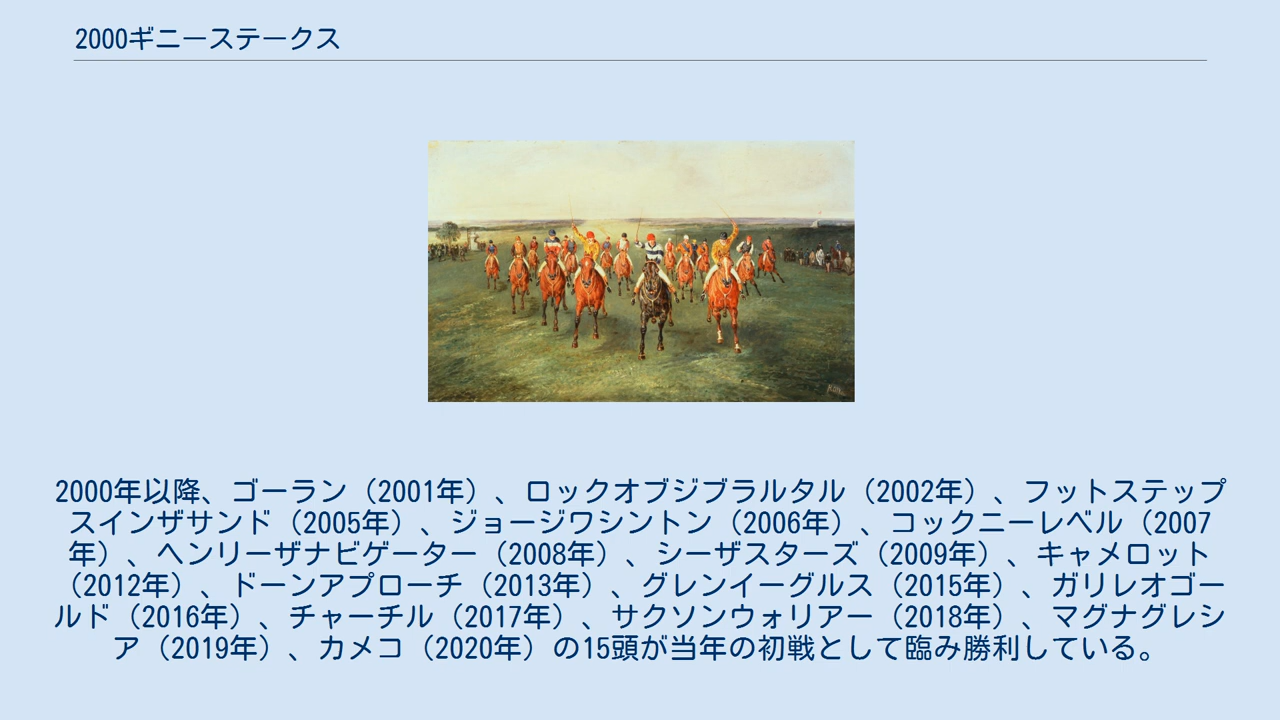 2000ギニーステークス
2000年以降、ゴーラン（2001年）、ロックオブジブラルタル（2002年）、フットステップ
スインザサンド（2005年）、ジョージワシントン（2006年）、コックニーレベル（2007
年）、ヘンリーザナビゲーター（2008年）、シーザスターズ（2009年）、キャメロット
（2012年）、ドーンアプローチ（2013年）、グレンイーグルス（2015年）、ガリレオゴー
ルド（2016年）、チャーチル（2017年）、サクソンウォリアー（2018年）、マグナグレシ
ア（2019年）、カメコ（2020年）の15頭が当年の初戦として臨み勝利している。